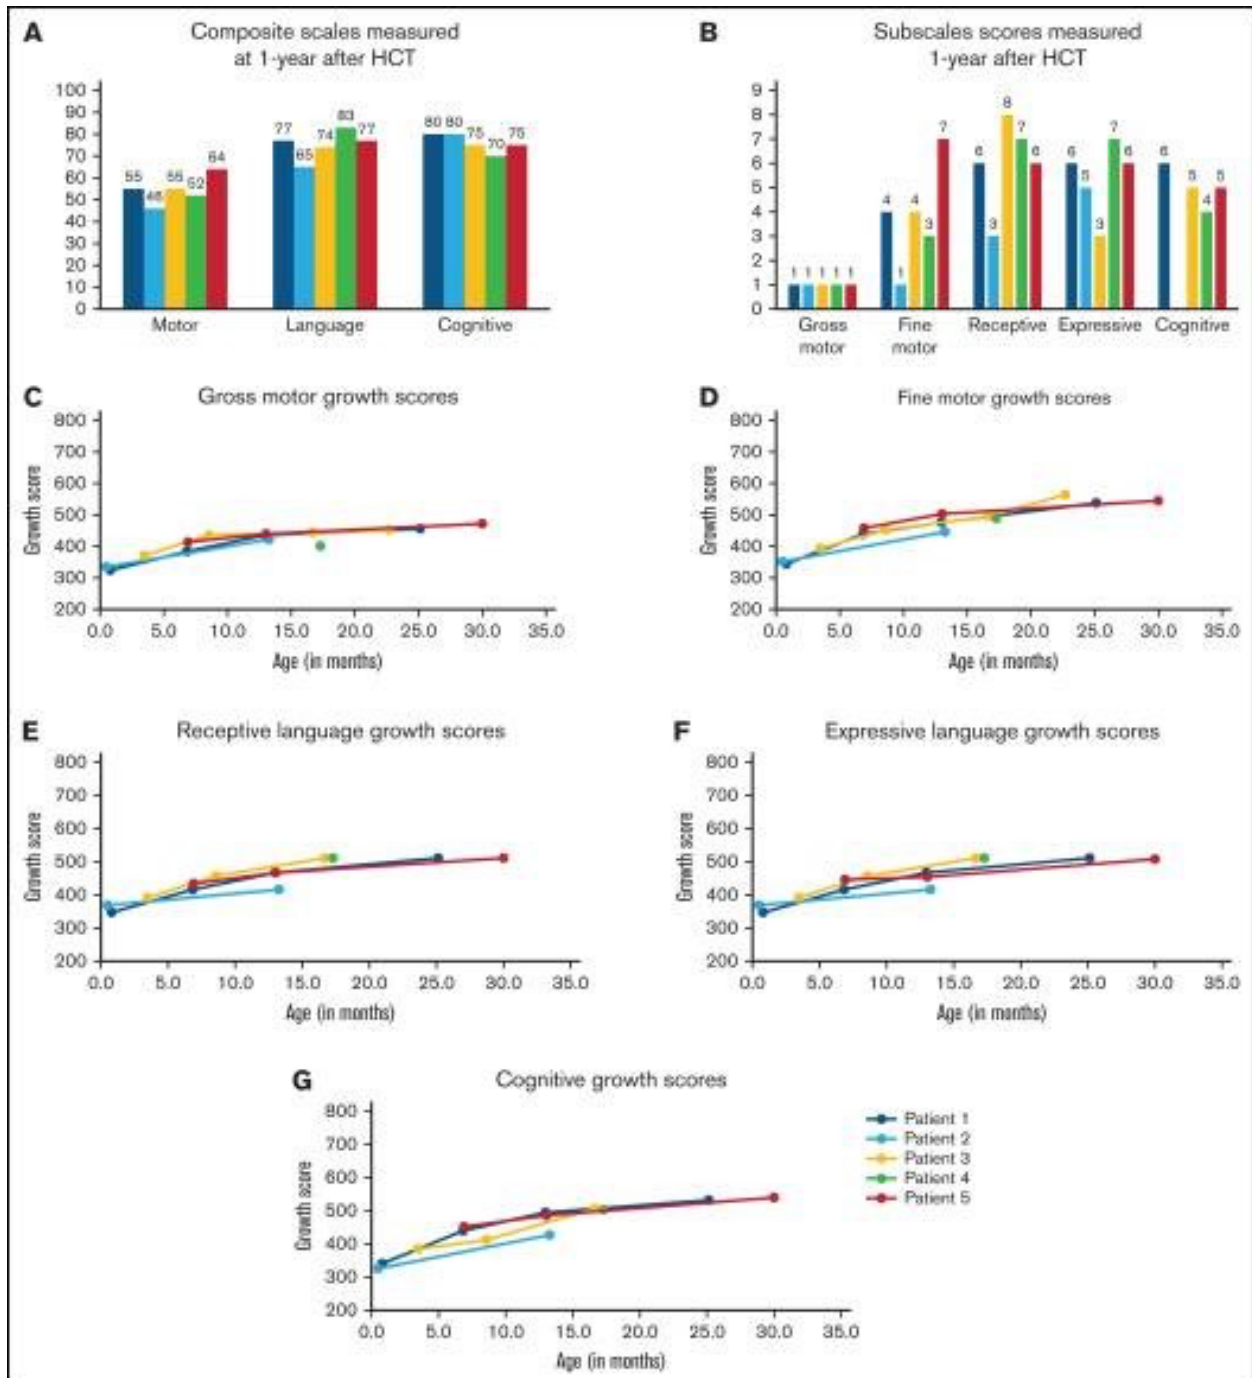 A
Composite scales measured
at 1-year after HCT
100
90
80
70
60
50
40
30
20
10
0
55
46
55
52
64
77
65
74
83
77
80
80
75
70
75
Motor
Language
Cognitive
B
Subscales scores measured
1-year after HCT
9
8
7
6
5
4
3
2
1
0
1
1
1
1
1
4
1
4
3
7
6
3
8
7
6
6
5
3
7
6
6
5
4
5
Gross
motor
Fine
motor
Receptive
Expressive
Cognitive
C
Gross motor growth scores
Growth score
800
700
600
500
400
300
200
0.0 5.0 10.0 15.0 20.0 25.0 30.0 35.0
Age (in months)
D
Fine motor growth scores
Growth score
800
700
600
500
400
300
200
0.0 5.0 10.0 15.0 20.0 25.0 30.0 35.0
Age (in months)
E
Receptive language growth scores
Growth score
800
700
600
500
400
300
200
0.0 5.0 10.0 15.0 20.0 25.0 30.0 35.0
Age (in months)
F
Expressive language growth scores
Growth score
800
700
600
500
400
300
200
0.0 5.0 10.0 15.0 20.0 25.0 30.0 35.0
Age (in months)
G
Cognitive growth scores
Growth score
800
700
600
500
400
300
200
0.0 5.0 10.0 15.0 20.0 25.0 30.0 35.0
Age (in months)
Patient 1
Patient 2
Patient 3
Patient 4
Patient 5